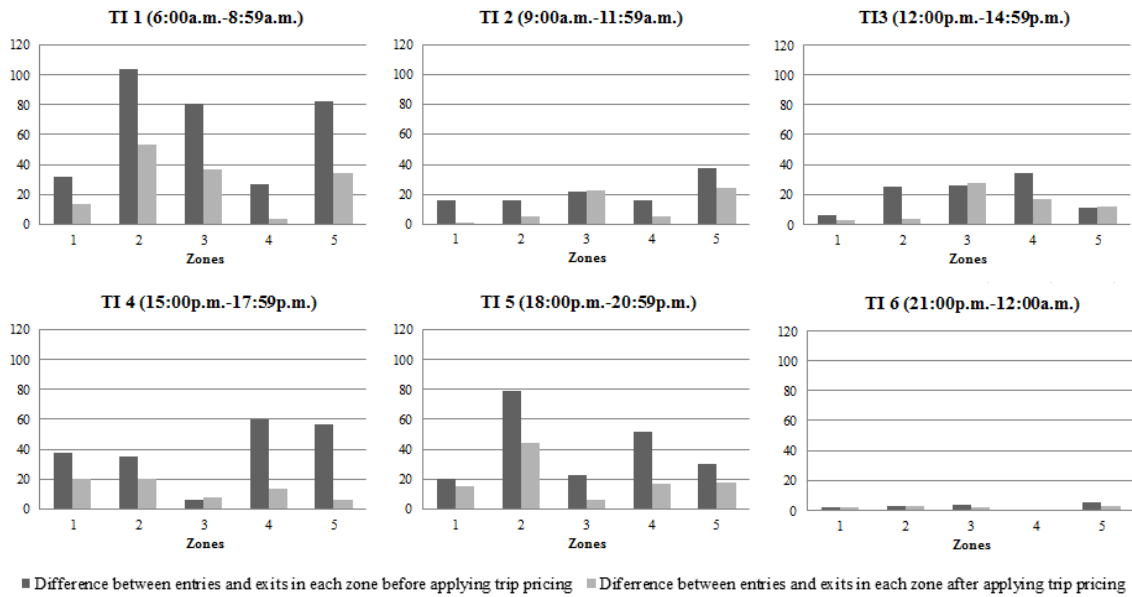 TI 1 (6:00a.m.-8:59a.m.)
120
100
80
60
40
20
0
1 2 3 4 5
Zones
TI 2 (9:00a.m.-11:59a.m.)
120
100
80
60
40
20
0
1 2 3 4 5
Zones
TI3 (12:00p.m.-14:59p.m.)
120
100
80
60
40
20
0
1 2 3 4 5
Zones
TI 4 (15:00p.m.-17:59p.m.)
120
100
80
60
40
20
0
1 2 3 4 5
Zones
TI 5 (18:00p.m.-20:59p.m.)
120
100
80
60
40
20
0
1 2 3 4 5
Zones
TI 6 (21:00p.m.-12:00a.m.)
120
100
80
60
40
20
0
1 2 3 4 5
Zones
Difference between entries and exits in each zone before applying trip pricing
Diference between entries and exits in each zone after applying trip pricing